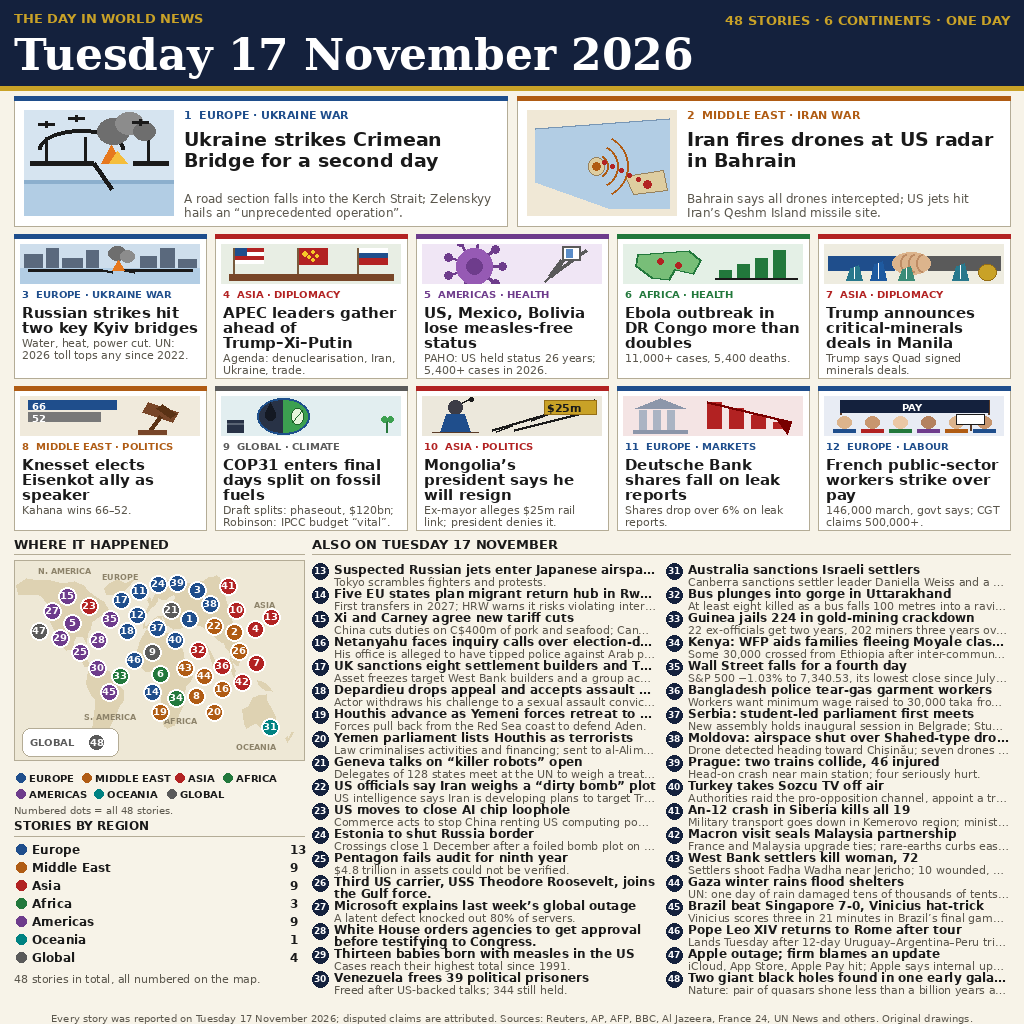 THE DAY IN WORLD NEWS
48 STORIES · 6 CONTINENTS · ONE DAY
Tuesday 17 November 2026
1 EUROPE · UKRAINE WAR
Ukraine strikes Crimean
Bridge for a second day
A road section falls into the Kerch Strait; Zelenskyy
hails an “unprecedented operation”.
2 MIDDLE EAST · IRAN WAR
Iran fires drones at US radar
in Bahrain
Bahrain says all drones intercepted; US jets hit
Iran’s Qeshm Island missile site.
3 EUROPE · UKRAINE WAR
Russian strikes hit
two key Kyiv bridges
Water, heat, power cut. UN:
2026 toll tops any since 2022.
4 ASIA · DIPLOMACY
APEC leaders gather
ahead of
Trump–Xi–Putin
Agenda: denuclearisation, Iran,
Ukraine, trade.
5 AMERICAS · HEALTH
US, Mexico, Bolivia
lose measles-free
status
PAHO: US held status 26 years;
5,400+ cases in 2026.
6 AFRICA · HEALTH
Ebola outbreak in
DR Congo more than
doubles
11,000+ cases, 5,400 deaths.
7 ASIA · DIPLOMACY
Trump announces
critical-minerals
deals in Manila
Trump says Quad signed
minerals deals.
66
52
8 MIDDLE EAST · POLITICS
Knesset elects
Eisenkot ally as
speaker
Kahana wins 66–52.
9 GLOBAL · CLIMATE
COP31 enters final
days split on fossil
fuels
Draft splits: phaseout, $120bn;
Robinson: IPCC budget “vital”.
$25m
10 ASIA · POLITICS
Mongolia’s
president says he
will resign
Ex-mayor alleges $25m rail
link; president denies it.
11 EUROPE · MARKETS
Deutsche Bank
shares fall on leak
reports
Shares drop over 6% on leak
reports.
PAY
12 EUROPE · LABOUR
French public-sector
workers strike over
pay
146,000 march, govt says; CGT
claims 500,000+.
WHERE IT HAPPENED
N. AMERICA
EUROPE
ASIA
S. AMERICA
AFRICA
OCEANIA
15
27
23
5
47
29
25
28
30
45
35
17
11
24
39
3
41
38
21
1
12
18
37
40
22
2
10
4
13
26
7
32
36
42
9
46
33
6
43
44
14
34
8
16
19
20
31
GLOBAL 48
EUROPE MIDDLE EAST ASIA AFRICA
AMERICAS OCEANIA GLOBAL
Numbered dots = all 48 stories.
STORIES BY REGION
Europe 13
Middle East 9
Asia 9
Africa 3
Americas 9
Oceania 1
Global 4
48 stories in total, all numbered on the map.
ALSO ON TUESDAY 17 NOVEMBER
13 Suspected Russian jets enter Japanese airspa…
Tokyo scrambles fighters and protests.
14 Five EU states plan migrant return hub in Rw…
First transfers in 2027; HRW warns it risks violating inter…
15 Xi and Carney agree new tariff cuts
China cuts duties on C$400m of pork and seafood; Can…
16 Netanyahu faces inquiry calls over election-d…
His office is alleged to have tipped police against Arab p…
17 UK sanctions eight settlement builders and T…
Asset freezes target West Bank builders and a group ac…
18 Depardieu drops appeal and accepts assault …
Actor withdraws his challenge to a sexual assault convic…
19 Houthis advance as Yemeni forces retreat to …
Forces pull back from the Red Sea coast to defend Aden.
20 Yemen parliament lists Houthis as terrorists
Law criminalises activities and financing; sent to al-Alim…
21 Geneva talks on “killer robots” open
Delegates of 128 states meet at the UN to weigh a treat…
22 US officials say Iran weighs a “dirty bomb” plot
US intelligence says Iran is developing plans to target Tr…
23 US moves to close AI chip loophole
Commerce acts to stop China renting US computing po…
24 Estonia to shut Russia border
Crossings close 1 December after a foiled bomb plot on …
25 Pentagon fails audit for ninth year
$4.8 trillion in assets could not be verified.
26 Third US carrier, USS Theodore Roosevelt, joins
the Gulf force.
27 Microsoft explains last week’s global outage
A latent defect knocked out 80% of servers.
28 White House orders agencies to get approval
before testifying to Congress.
29 Thirteen babies born with measles in the US
Cases reach their highest total since 1991.
30 Venezuela frees 39 political prisoners
Freed after US-backed talks; 344 still held.
31 Australia sanctions Israeli settlers
Canberra sanctions settler leader Daniella Weiss and a …
32 Bus plunges into gorge in Uttarakhand
At least eight killed as a bus falls 100 metres into a ravi…
33 Guinea jails 224 in gold-mining crackdown
22 ex-officials get two years, 202 miners three years ov…
34 Kenya: WFP aids families fleeing Moyale clas…
Some 30,000 crossed from Ethiopia after inter-commun…
35 Wall Street falls for a fourth day
S&P 500 −1.03% to 7,340.53, its lowest close since July…
36 Bangladesh police tear-gas garment workers
Workers want minimum wage raised to 30,000 taka fro…
37 Serbia: student-led parliament first meets
New assembly holds inaugural session in Belgrade; Stu…
38 Moldova: airspace shut over Shahed-type dro…
Drone detected heading toward Chișinău; seven drones …
39 Prague: two trains collide, 46 injured
Head-on crash near main station; four seriously hurt.
40 Turkey takes Sozcu TV off air
Authorities raid the pro-opposition channel, appoint a tr…
41 An-12 crash in Siberia kills all 19
Military transport goes down in Kemerovo region; minist…
42 Macron visit seals Malaysia partnership
France and Malaysia upgrade ties; rare-earths curbs eas…
43 West Bank settlers kill woman, 72
Settlers shoot Fadha Wadha near Jericho; 10 wounded, …
44 Gaza winter rains flood shelters
UN: one day of rain damaged tens of thousands of tents…
45 Brazil beat Singapore 7-0, Vinicius hat-trick
Vinicius scores three in 21 minutes in Brazil’s final gam…
46 Pope Leo XIV returns to Rome after tour
Lands Tuesday after 12-day Uruguay–Argentina–Peru tri…
47 Apple outage; firm blames an update
iCloud, App Store, Apple Pay hit; Apple says internal up…
48 Two giant black holes found in one early gala…
Nature: pair of quasars shone less than a billion years a…
Every story was reported on Tuesday 17 November 2026; disputed claims are attributed. Sources: Reuters, AP, AFP, BBC, Al Jazeera, France 24, UN News and others. Original drawings.